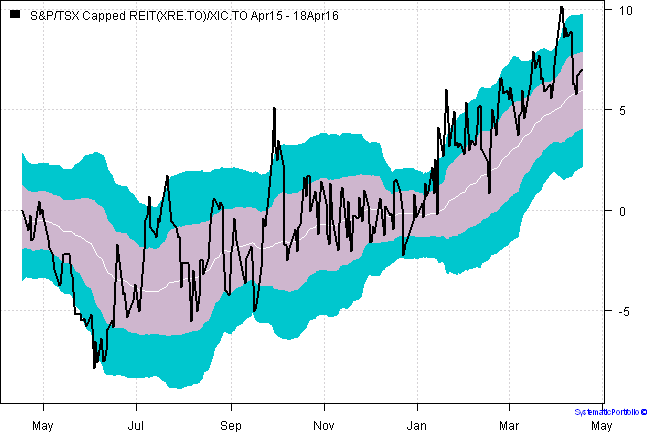 S&P/TSX Capped REIT(XRE.TO)/XIC.TO Apr15 - 18Apr16
10
5
0
-5
May Jul Sep Nov Jan Mar May
SystematicPortfolio ©